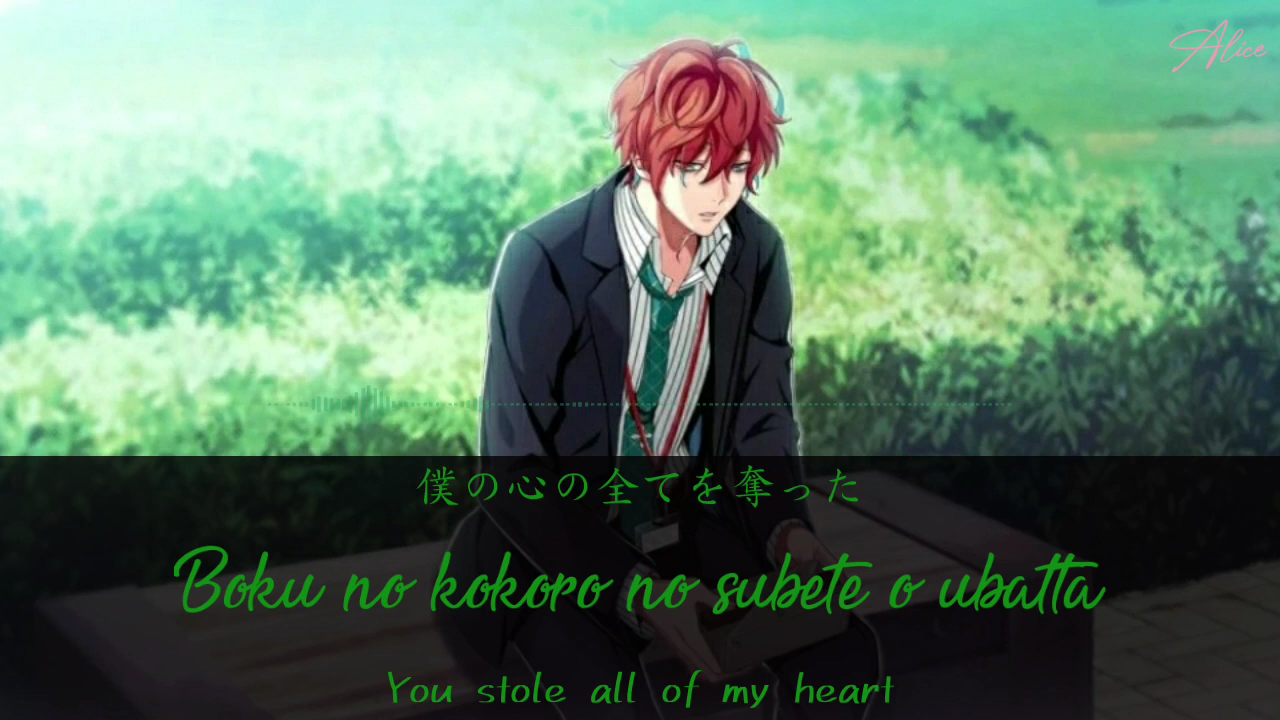 Alice
僕の心の全てを奪った
Boku no kokoro no subete o ubatta
You stole all of my heart